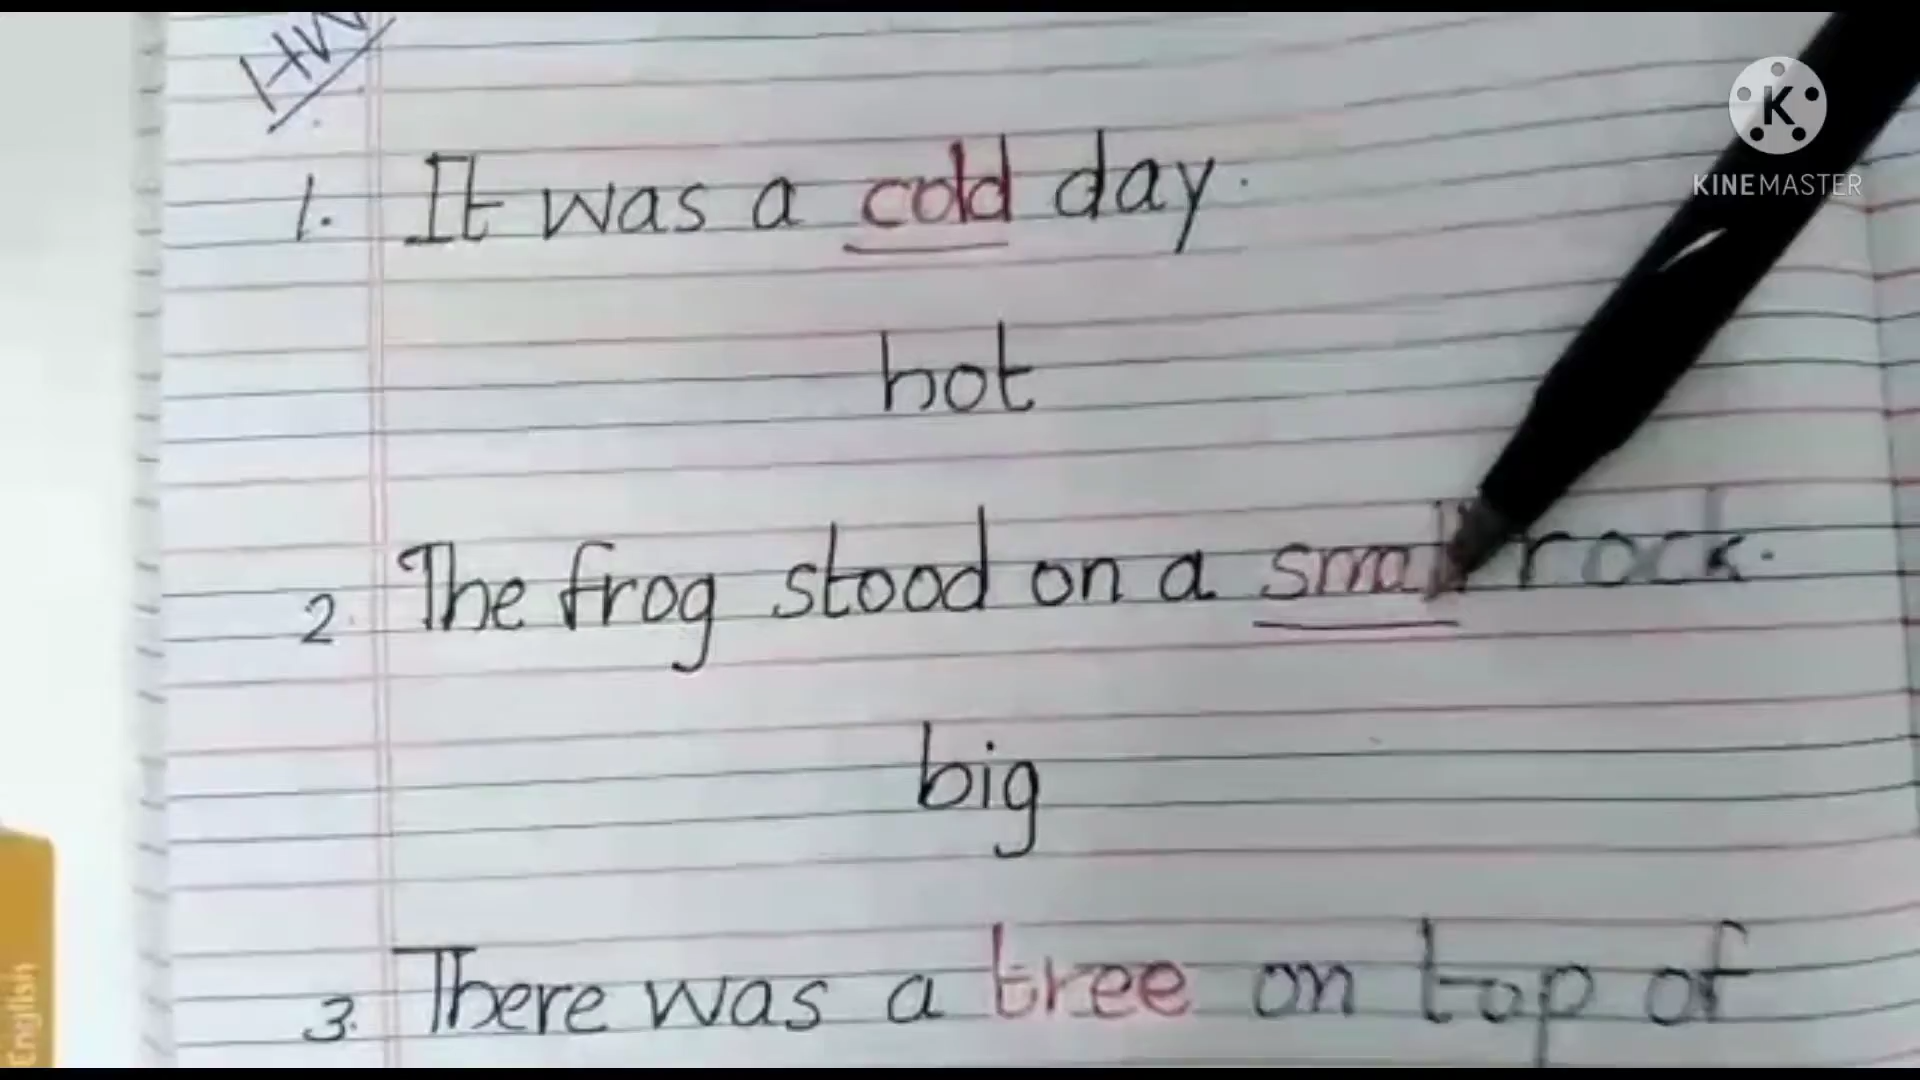 HW
1. It was a cold day.
hot
2. The frog stood on a small rock.
big
3. There was a tree on top of
English
K
KINEMASTER